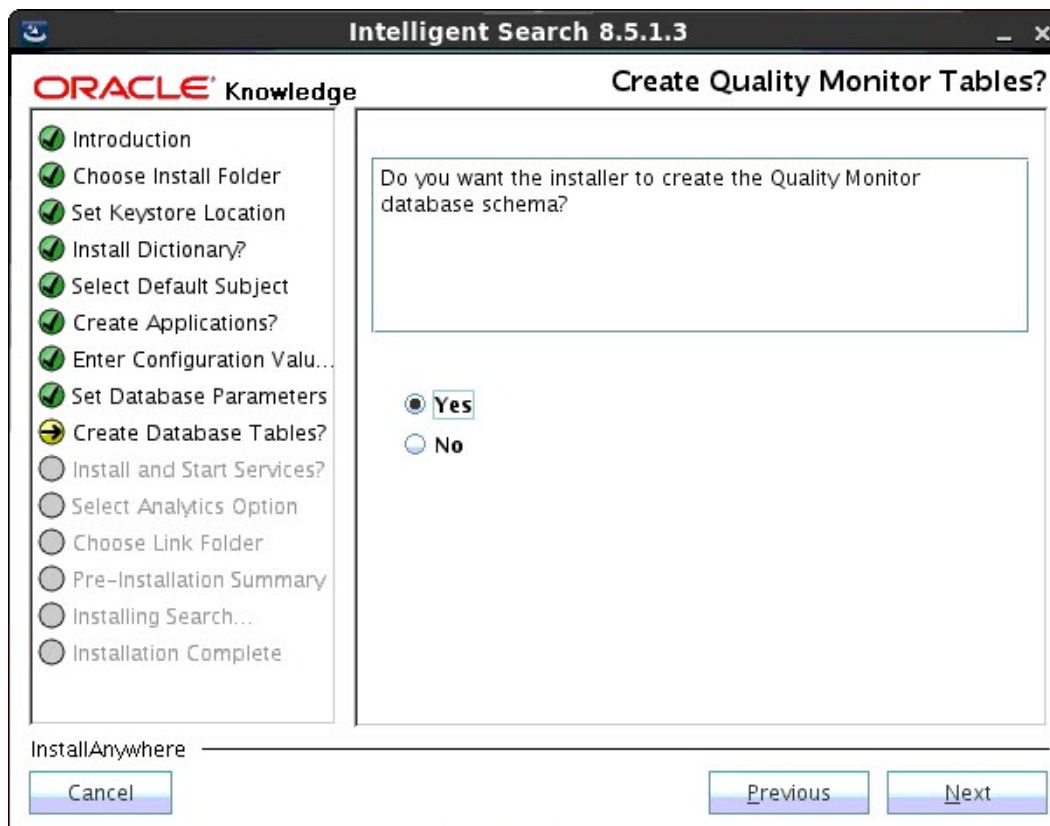 Intelligent Search 8.5.1.3
ORACLE Knowledge
Create Quality Monitor Tables?
Introduction
Choose Install Folder
Set Keystore Location
Install Dictionary?
Select Default Subject
Create Applications?
Enter Configuration Valu...
Set Database Parameters
Create Database Tables?
Install and Start Services?
Select Analytics Option
Choose Link Folder
Pre-Installation Summary
Installing Search...
Installation Complete
Do you want the installer to create the Quality Monitor
database schema?
Yes
No
InstallAnywhere
Cancel
Previous
Next